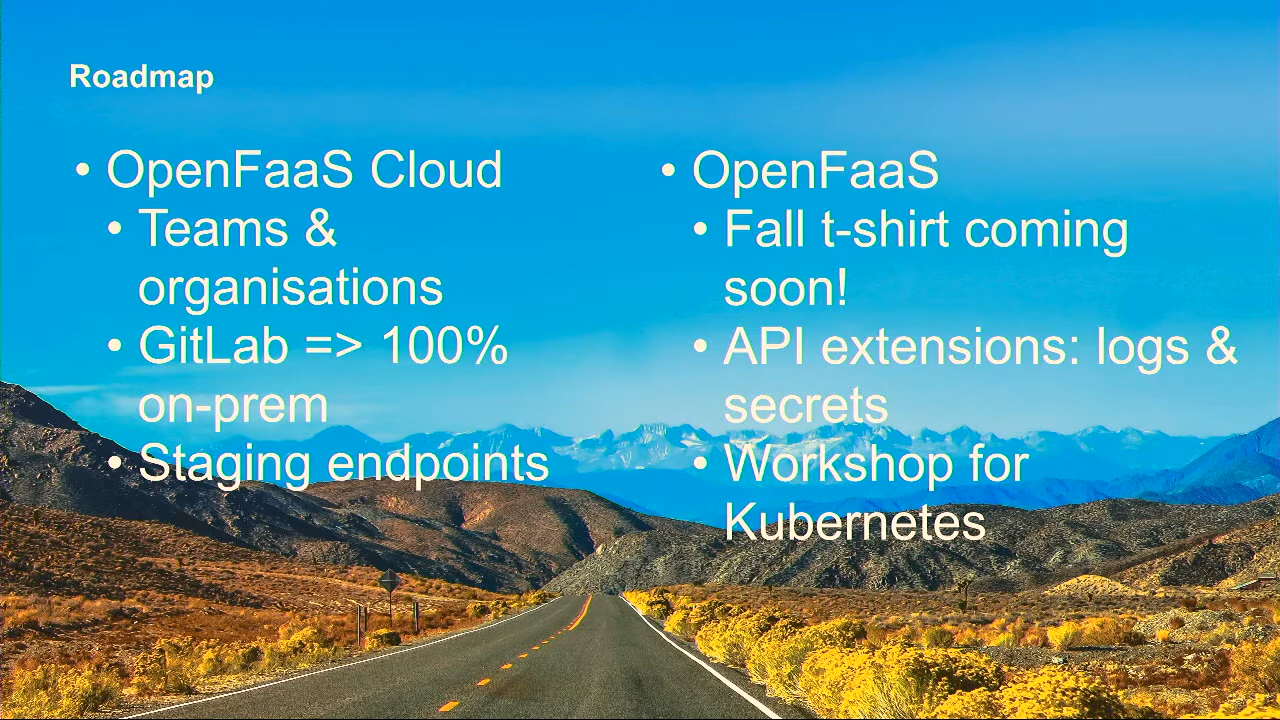 Roadmap
• OpenFaaS Cloud
• Teams &
organisations
• GitLab => 100%
on-prem
• Staging endpoints
• OpenFaaS
• Fall t-shirt coming
soon!
• API extensions: logs &
secrets
• Workshop for
Kubernetes